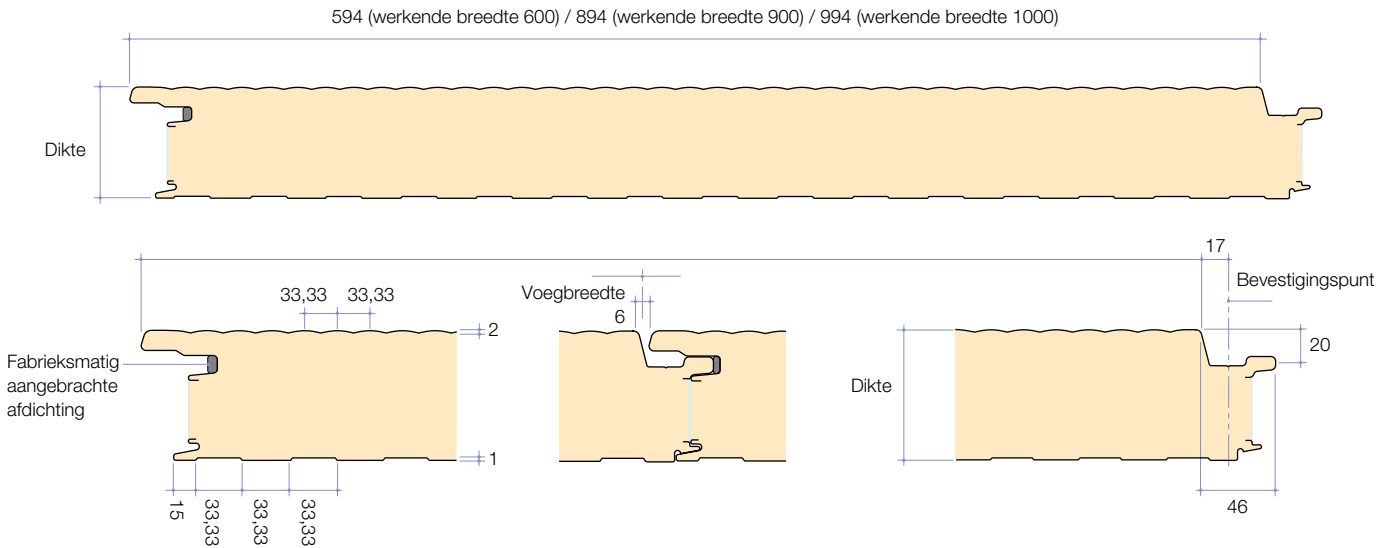 594 (werkende breedte 600) / 894 (werkende breedte 900) / 994 (werkende breedte 1000)
Dikte
17
Bevestigingspunt
33,33 33,33
Voegbreedte
6
2
20
Fabrieksmatig
aangebrachte
afdichting
Dikte
1
15
33,33
33,33
33,33
46